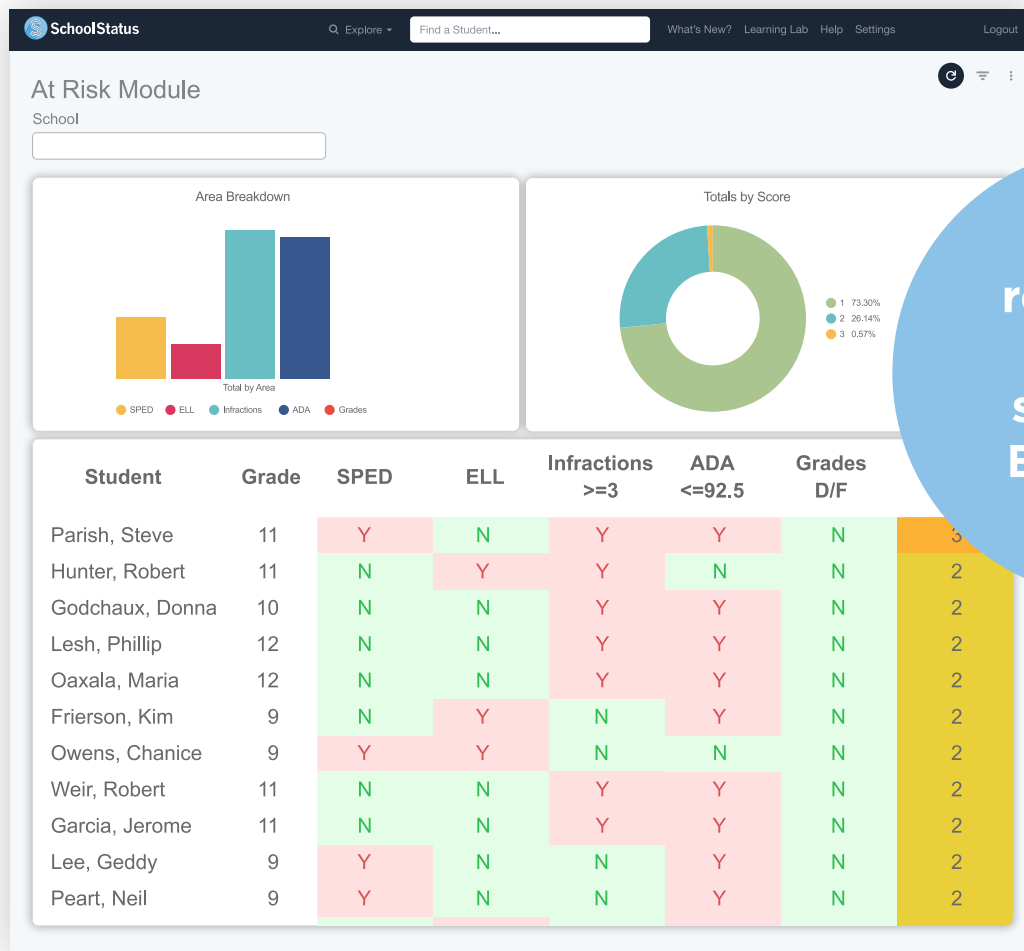 SchoolStatus
Explore
Find a Student...
What's New? Learning Lab Help Settings
Logout
At Risk Module
School
Area Breakdown
Total by Area
SPED ELL Infractions ADA Grades
Totals by Score
1 73.30%
2 26.14%
3 0.57%
Student Grade SPED ELL Infractions >=3 ADA <=92.5 Grades D/F
Parish, Steve 11 Y N Y Y N 3
Hunter, Robert 11 N Y Y N N 2
Godchaux, Donna 10 N N Y Y N 2
Lesh, Phillip 12 N N Y Y N 2
Oaxala, Maria 12 N N Y Y N 2
Frierson, Kim 9 N Y N Y N 2
Owens, Chanice 9 Y Y N N N 2
Weir, Robert 11 N N Y Y N 2
Garcia, Jerome 11 N N Y Y N 2
Lee, Geddy 9 Y N N Y N 2
Peart, Neil 9 Y N N Y N 2